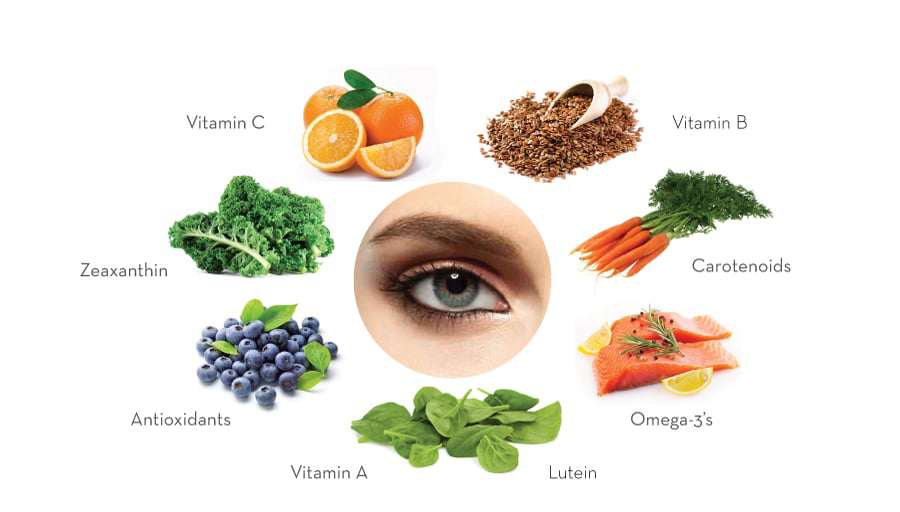 Vitamin C
Vitamin B
Zeaxanthin
Carotenoids
Antioxidants
Omega-3's
Vitamin A
Lutein